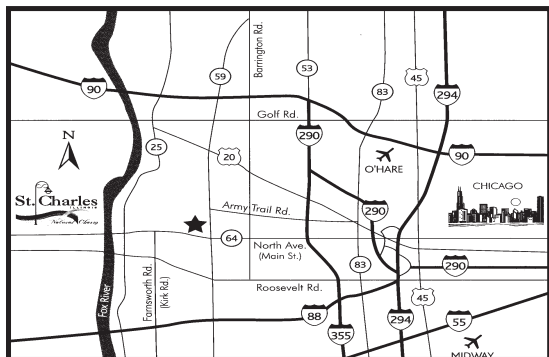 90
59
Barrington Rd.
53
83
45
294
Golf Rd.
290
N
25
20
O'HARE
90
St. Charles
ILLINOIS
CHICAGO
Army Trail Rd.
290
64
North Ave.
(Main St.)
83
290
Fox River
Farnsworth Rd.
(Kirk Rd.)
Roosevelt Rd.
45
88
294
55
355
MIDWAY